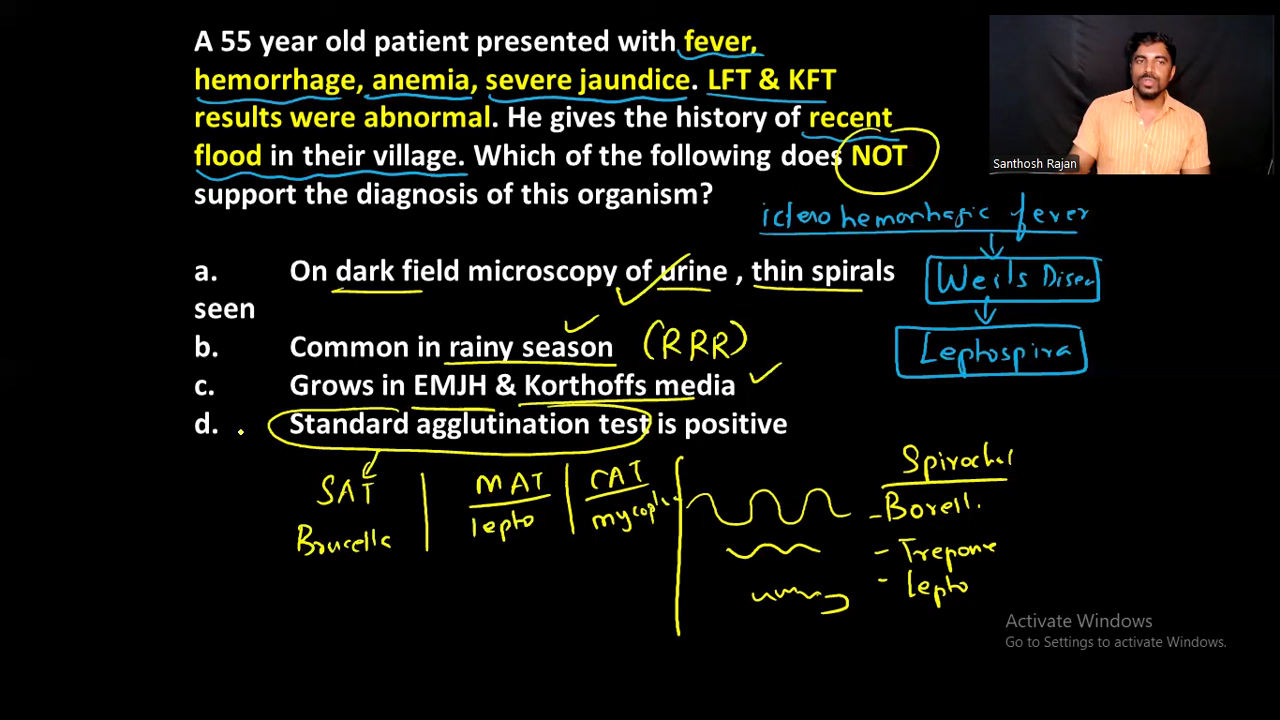 A 55 year old patient presented with fever,
hemorrhage, anemia, severe jaundice. LFT & KFT
results were abnormal. He gives the history of recent
flood in their village. Which of the following does NOT
support the diagnosis of this organism?
Santhosh Rajan
ictero hemorrhagic fever
Weils Disea
Leptospira
a. On dark field microscopy of urine , thin spirals
seen
b. Common in rainy season (RRR)
c. Grows in EMJH & Korthoffs media
d. Standard agglutination test is positive
SAT
Brucella
MAT
lepto
CAT
mycopl
Spirochet
- Borell.
- Trepone
- Lepto
Activate Windows
Go to Settings to activate Windows.